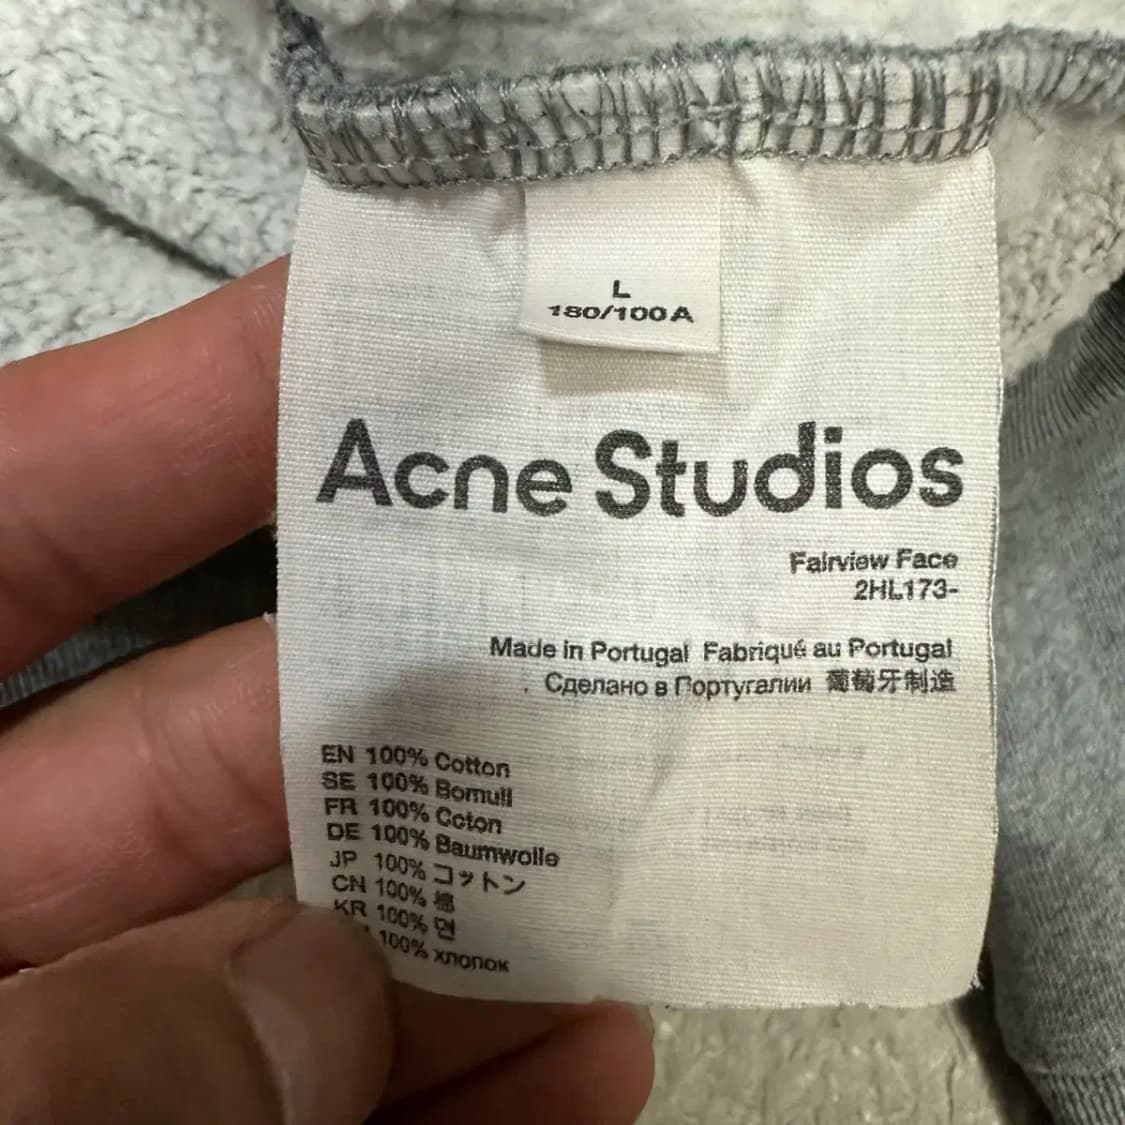 L
180/100A
Acne Studios
Fairview Face
2HL173-
Made in Portugal Fabriqué au Portugal
Сделано в Португалии 葡萄牙制造
EN 100% Cotton
SE 100% Bomull
FR 100% Coton
DE 100% Baumwolle
JP 100% コットン
CN 100% 棉
KR 100% 면
100% хлопок